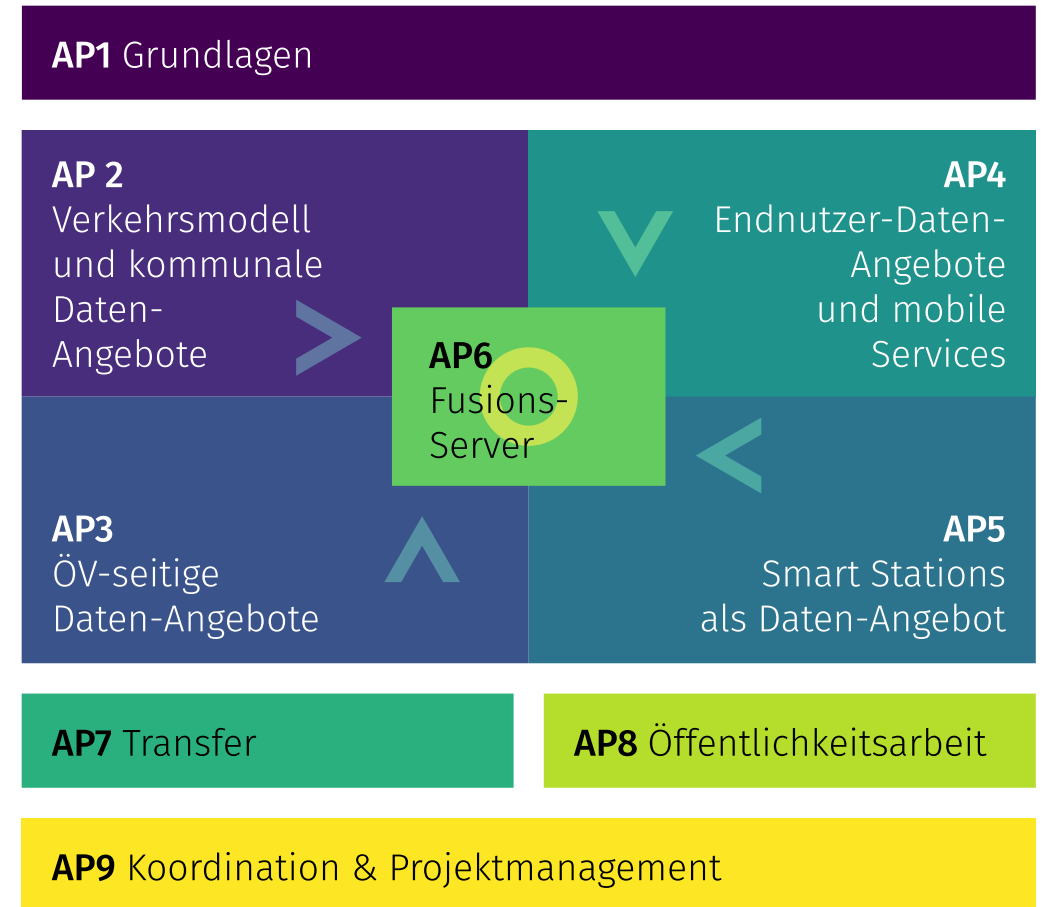 AP1 Grundlagen
AP 2
Verkehrsmodell
und kommunale
Daten-
Angebote
AP4
Endnutzer-Daten-
Angebote
und mobile
Services
AP6
Fusions-
Server
AP3
ÖV-seitige
Daten-Angebote
AP5
Smart Stations
als Daten-Angebot
AP7 Transfer
AP8 Öffentlichkeitsarbeit
AP9 Koordination & Projektmanagement